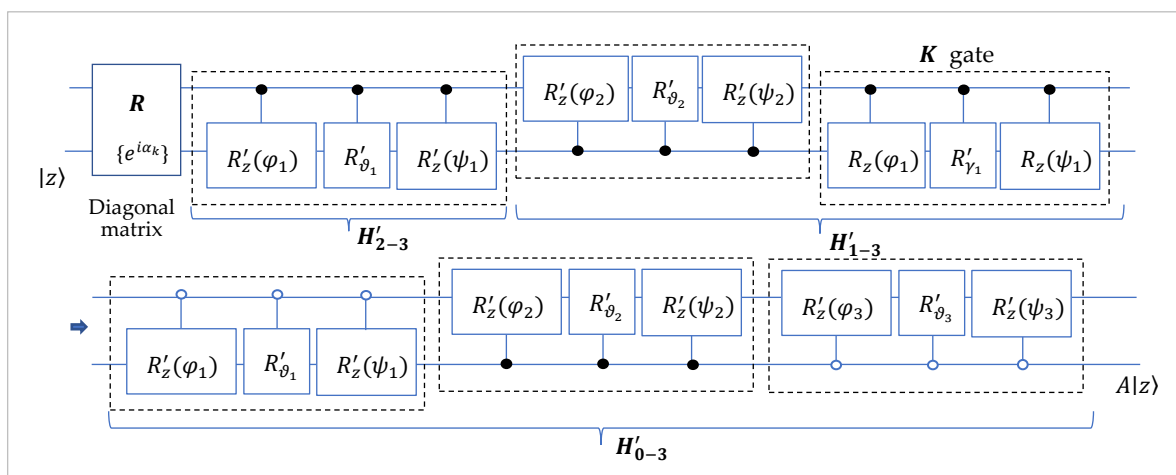 K gate
R {e^{iα_k}}
R′_z(φ_2) R′_{ϑ_2} R′_z(ψ_2)
R′_z(φ_1) R′_{ϑ_1} R′_z(ψ_1)
R_z(φ_1) R′_{γ_1} R_z(ψ_1)
|z⟩
Diagonal
matrix
H′_{2−3}
H′_{1−3}
R′_z(φ_2) R′_{ϑ_2} R′_z(ψ_2)
R′_z(φ_3) R′_{ϑ_3} R′_z(ψ_3)
R′_z(φ_1) R′_{ϑ_1} R′_z(ψ_1)
A|z⟩
H′_{0−3}